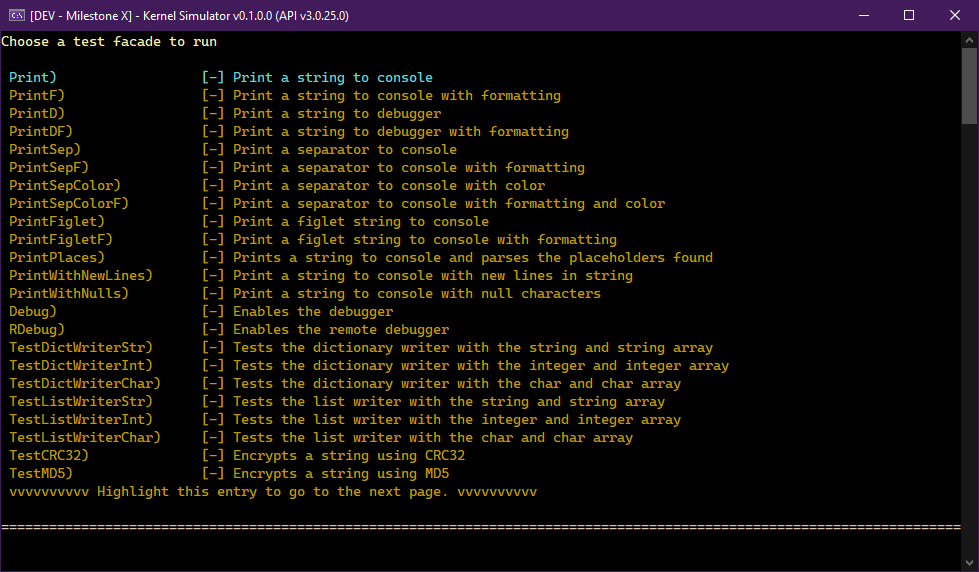 [DEV - Milestone X] - Kernel Simulator v0.1.0.0 (API v3.0.25.0)
Choose a test facade to run
Print) [-] Print a string to console
PrintF) [-] Print a string to console with formatting
PrintD) [-] Print a string to debugger
PrintDF) [-] Print a string to debugger with formatting
PrintSep) [-] Print a separator to console
PrintSepF) [-] Print a separator to console with formatting
PrintSepColor) [-] Print a separator to console with color
PrintSepColorF) [-] Print a separator to console with formatting and color
PrintFiglet) [-] Print a figlet string to console
PrintFigletF) [-] Print a figlet string to console with formatting
PrintPlaces) [-] Prints a string to console and parses the placeholders found
PrintWithNewLines) [-] Print a string to console with new lines in string
PrintWithNulls) [-] Print a string to console with null characters
Debug) [-] Enables the debugger
RDebug) [-] Enables the remote debugger
TestDictWriterStr) [-] Tests the dictionary writer with the string and string array
TestDictWriterInt) [-] Tests the dictionary writer with the integer and integer array
TestDictWriterChar) [-] Tests the dictionary writer with the char and char array
TestListWriterStr) [-] Tests the list writer with the string and string array
TestListWriterInt) [-] Tests the list writer with the integer and integer array
TestListWriterChar) [-] Tests the list writer with the char and char array
TestCRC32) [-] Encrypts a string using CRC32
TestMD5) [-] Encrypts a string using MD5
vvvvvvvvvv Highlight this entry to go to the next page. vvvvvvvvvv
========================================================================================================================